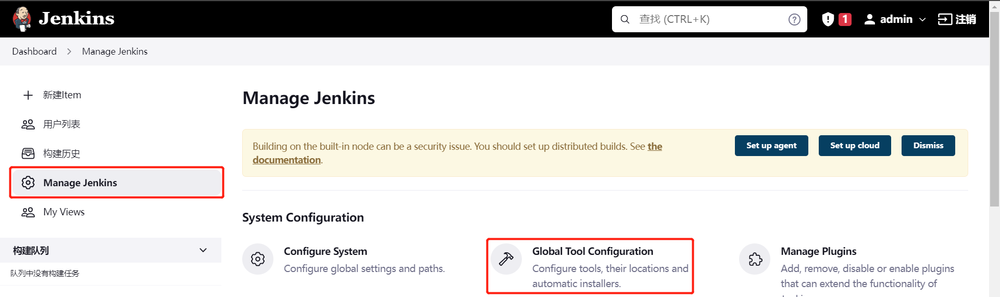 Jenkins
查找 (CTRL+K)
1
admin
注销
Dashboard
Manage Jenkins
新建Item
用户列表
构建历史
Manage Jenkins
My Views
构建队列
队列中没有构建任务
Manage Jenkins
Building on the built-in node can be a security issue. You should set up distributed builds. See the
documentation.
Set up agent
Set up cloud
Dismiss
System Configuration
Configure System
Configure global settings and paths.
Global Tool Configuration
Configure tools, their locations and
automatic installers.
Manage Plugins
Add, remove, disable or enable plugins
that can extend the functionality of